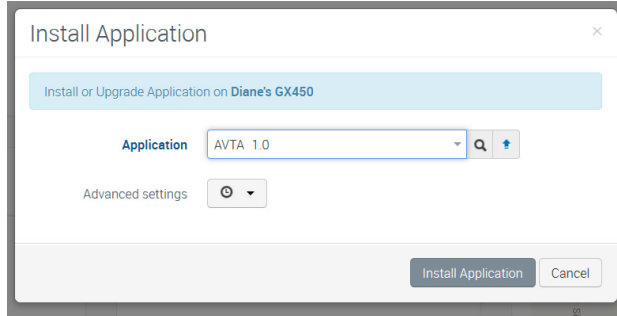 Install Application
×
Install or Upgrade Application on Diane's GX450
Application
AVTA 1.0
Advanced settings
Install Application
Cancel